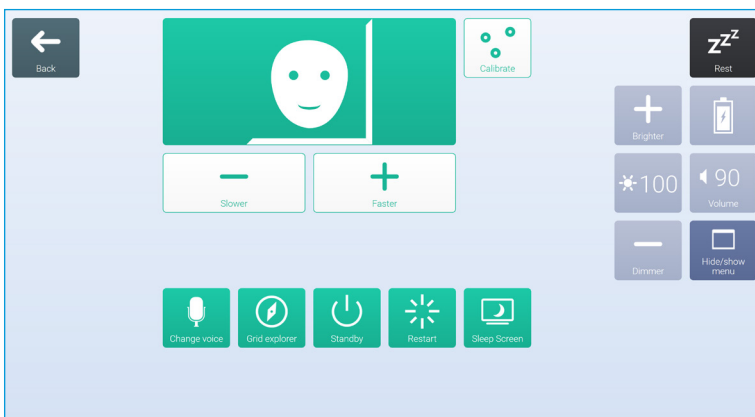 Back
Calibrate
zzz
Rest
Brighter
Slower
Faster
100
90
Volume
Dimmer
Hide/show
menu
Change voice
Grid explorer
Standby
Restart
Sleep Screen